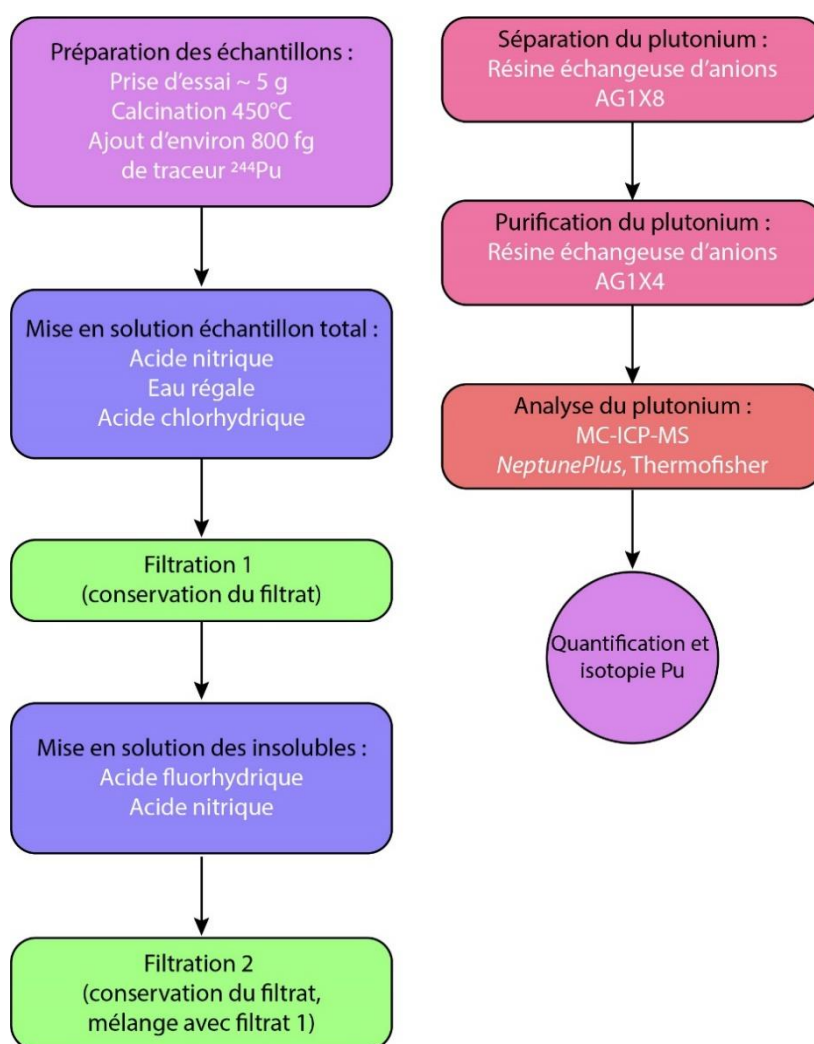 Préparation des échantillons :
Prise d’essai ~ 5 g
Calcination 450°C
Ajout d’environ 800 fg
de traceur ²⁴⁴Pu
Mise en solution échantillon total :
Acide nitrique
Eau régale
Acide chlorhydrique
Filtration 1
(conservation du filtrat)
Mise en solution des insolubles :
Acide fluorhydrique
Acide nitrique
Filtration 2
(conservation du filtrat,
mélange avec filtrat 1)
Séparation du plutonium :
Résine échangeuse d’anions
AG1X8
Purification du plutonium :
Résine échangeuse d’anions
AG1X4
Analyse du plutonium :
MC-ICP-MS
NeptunePlus, Thermofisher
Quantification et
isotopie Pu